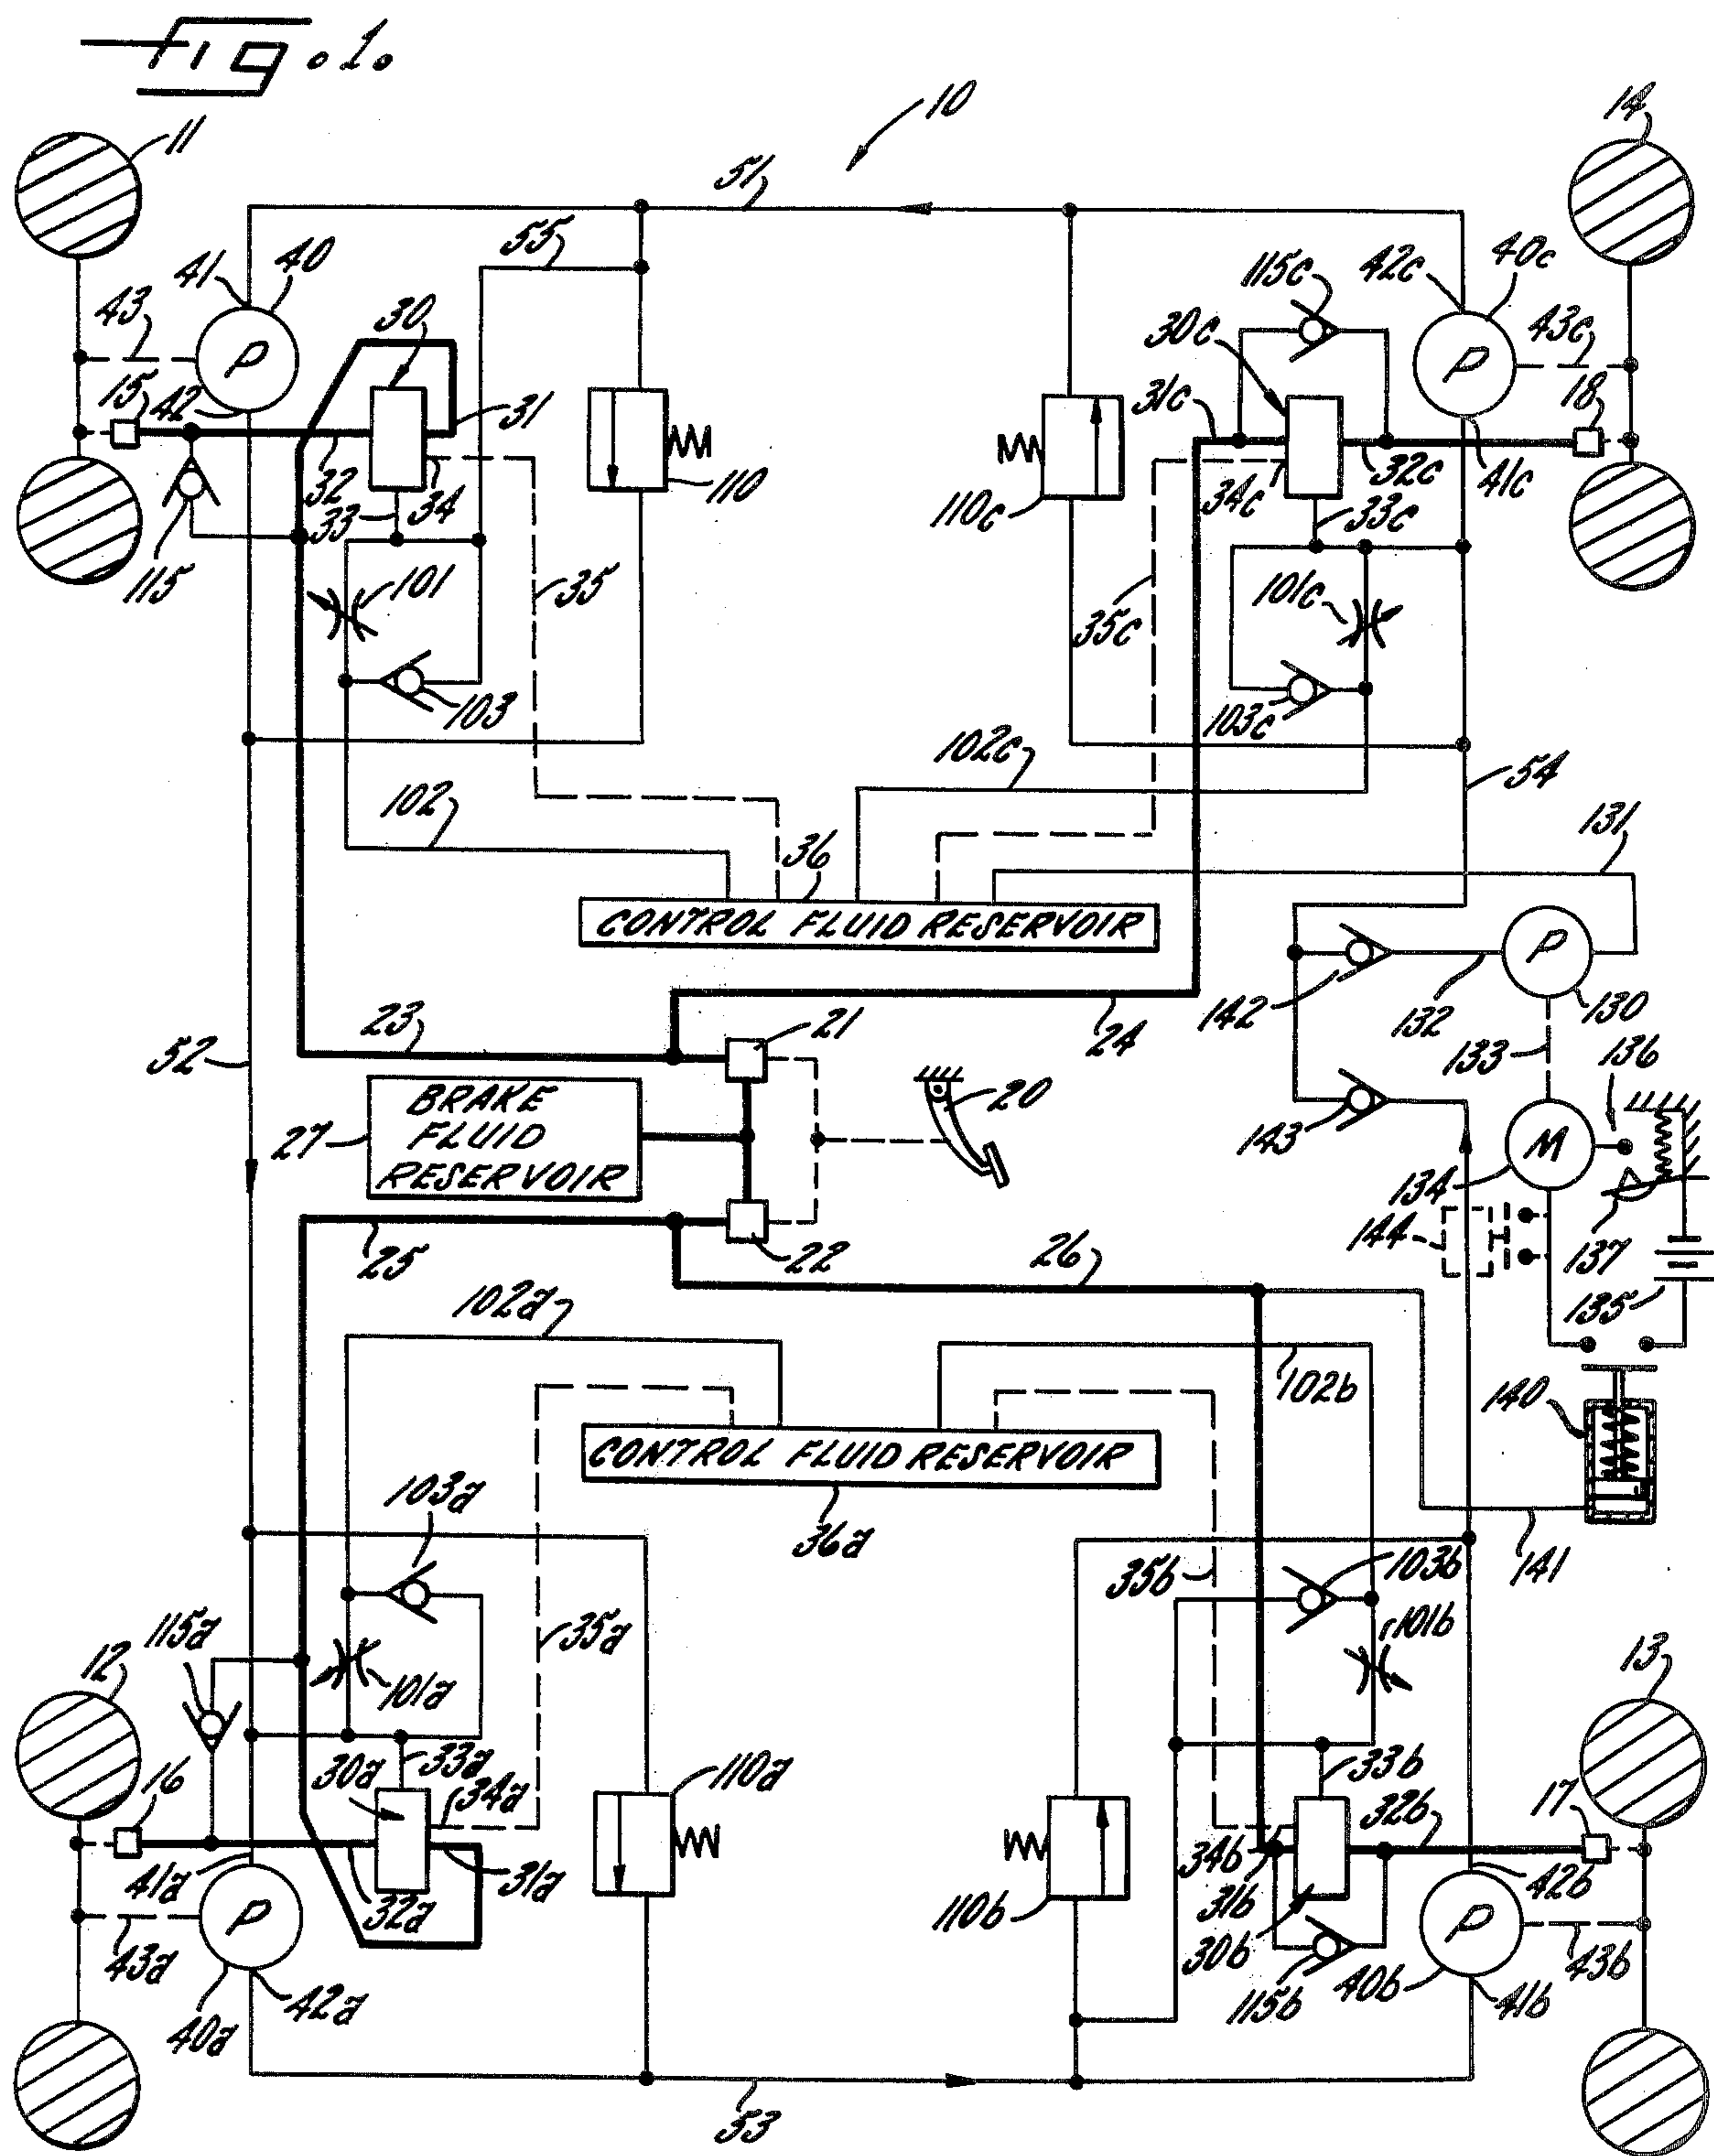 Fig. 1.
10
11
14
51
55
41
40
43
30
42c
40c
115c
30c
43c
P
P
15
42
31
31c
18
32
34
33
110
110c
34c
32c
41c
33c
115
101
35
35c
101c
103
103c
102c
54
102
36
131
CONTROL FLUID RESERVOIR
P
142
132
130
23
21
24
52
133
136
BRAKE
FLUID
RESERVOIR
20
27
143
M
134
144
137
25
22
26
135
102a
102b
140
CONTROL FLUID RESERVOIR
103a
36a
141
35b
103b
115a
35a
101b
12
101a
13
33a
16
30a
34a
110a
33b
17
32b
41a
32a
31a
34b
31b
42b
P
110b
P
43a
30b
43b
42a
115b
40b
41b
40a
53